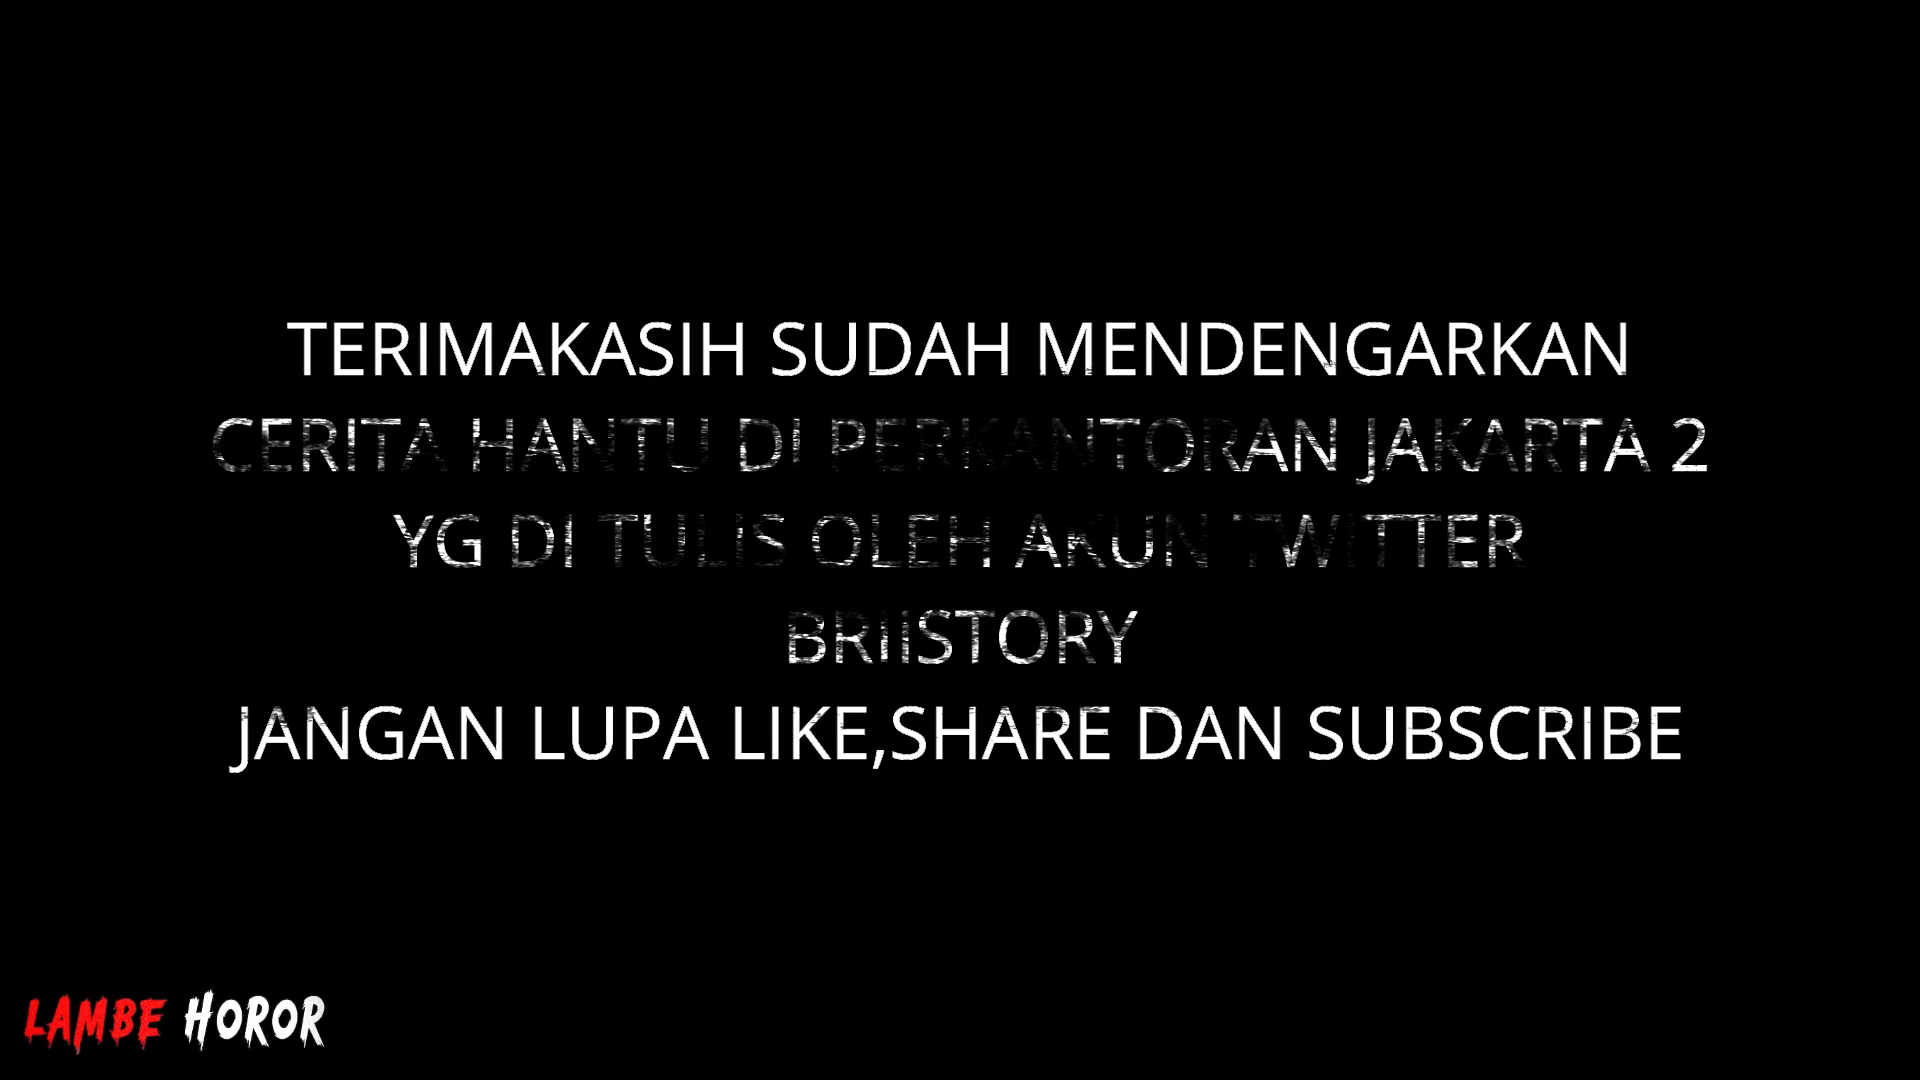 TERIMAKASIH SUDAH MENDENGARKAN
CERITA HANTU DI PERKANTORAN JAKARTA 2
YG DI TULIS OLEH AKUN TWITTER
BRIISTORY
JANGAN LUPA LIKE,SHARE DAN SUBSCRIBE
LAMBE HOROR